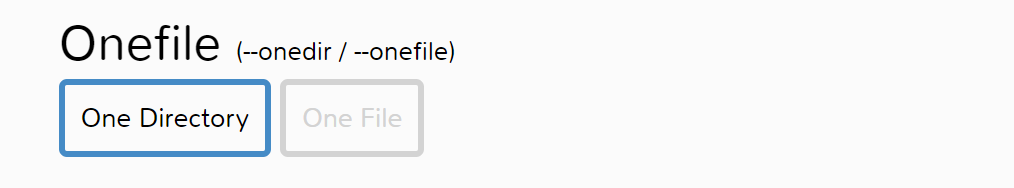 Onefile (--onedir / --onefile)
One Directory One File